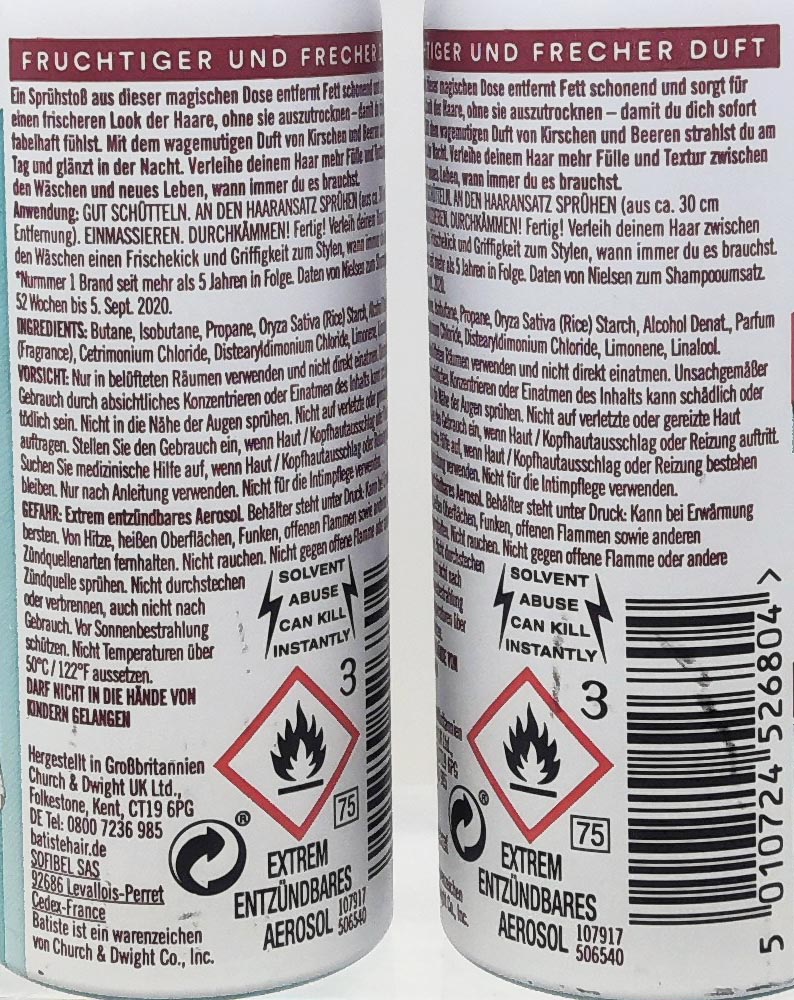 FRUCHTIGER UND FRECHER
Ein Sprühstoß aus dieser magischen Dose entfernt Fett schonend und
einen frischeren Look der Haare, ohne sie auszutrocknen – damit
fabelhaft fühlst. Mit dem wagemutigen Duft von Kirschen und Beeren
Tag und glänzt in der Nacht. Verleihe deinem Haar mehr Fülle und
den Wäschen und neues Leben, wann immer du es brauchst.
Anwendung: GUT SCHÜTTELN. AN DEN HAARANSATZ SPRÜHEN (aus ca.
Entfernung). EINMASSIEREN. DURCHKÄMMEN! Fertig! Verleih deinem
den Wäschen einen Frischekick und Griffigkeit zum Stylen, wann immer
*Nurmmer 1 Brand seit mehr als 5 Jahren in Folge. Daten von Nielsen zum
52 Wochen bis 5. Sept. 2020.
INGREDIENTS: Butane, Isobutane, Propane, Oryza Sativa (Rice) Starch,
(Fragrance), Cetrimonium Chloride, Distearyldimonium Chloride, Limonene,
VORSICHT: Nur in belüfteten Räumen verwenden und nicht direkt einatmen.
Gebrauch durch absichtliches Konzentrieren oder Einatmen des Inhalts kann
tödlich sein. Nicht in die Nähe der Augen sprühen. Nicht auf verletzte oder
auftragen. Stellen Sie den Gebrauch ein, wenn Haut / Kopfhautausschlag
Suchen Sie medizinische Hilfe auf, wenn Haut / Kopfhautausschlag oder
bleiben. Nur nach Anleitung verwenden. Nicht für die Intimpflege verwenden.
GEFAHR: Extrem entzündbares Aerosol. Behälter steht unter Druck: Kann bei
bersten. Von Hitze, heißen Oberflächen, Funken, offenen Flammen sowie
Zündquellenarten fernhalten. Nicht rauchen. Nicht gegen offene Flamme oder
Zündquelle sprühen. Nicht durchstechen
oder verbrennen, auch nicht nach
Gebrauch. Vor Sonnenbestrahlung
schützen. Nicht Temperaturen über
50°C / 122°F aussetzen.
DARF NICHT IN DIE HÄNDE VON
KINDERN GELANGEN
SOLVENT
ABUSE
CAN KILL
INSTANTLY
3
Hergestellt in Großbritannien
Church & Dwight UK Ltd.,
Folkestone, Kent, CT19 6PG
DE Tel: 0800 7236 985
batistehair.de
SOFIBEL SAS
92686 Levallois-Perret
Cedex-France
Batiste ist ein warenzeichen
von Church & Dwight Co., Inc.
®
75
EXTREM
ENTZÜNDBARES
AEROSOL
107917
506540
TIGER UND FRECHER DUFT
dieser magischen Dose entfernt Fett schonend und sorgt für
der Haare, ohne sie auszutrocknen – damit du dich sofort
wagemutigen Duft von Kirschen und Beeren strahlst du am
Nacht. Verleihe deinem Haar mehr Fülle und Textur zwischen
neues Leben, wann immer du es brauchst.
AN DEN HAARANSATZ SPRÜHEN (aus ca. 30 cm
DURCHKÄMMEN! Fertig! Verleih deinem Haar zwischen
Frischekick und Griffigkeit zum Stylen, wann immer du es brauchst.
seit mehr als 5 Jahren in Folge. Daten von Nielsen zum Shampooumsatz.
2020.
Isobutane, Propane, Oryza Sativa (Rice) Starch, Alcohol Denat., Parfum
Chloride, Distearyldimonium Chloride, Limonene, Linalool.
Räumen verwenden und nicht direkt einatmen. Unsachgemäßer
Konzentrieren oder Einatmen des Inhalts kann schädlich oder
Nähe der Augen sprühen. Nicht auf verletzte oder gereizte Haut
Gebrauch ein, wenn Haut / Kopfhautausschlag oder Reizung auftritt.
Hilfe auf, wenn Haut / Kopfhautausschlag oder Reizung bestehen
verwenden. Nicht für die Intimpflege verwenden.
Aerosol. Behälter steht unter Druck: Kann bei Erwärmung
Oberflächen, Funken, offenen Flammen sowie anderen
Nicht rauchen. Nicht gegen offene Flamme oder andere
durchstechen
nicht nach
SOLVENT
ABUSE
CAN KILL
INSTANTLY
3
®
75
EXTREM
ENTZÜNDBARES
AEROSOL
107917
506540
5 010724 526804 >